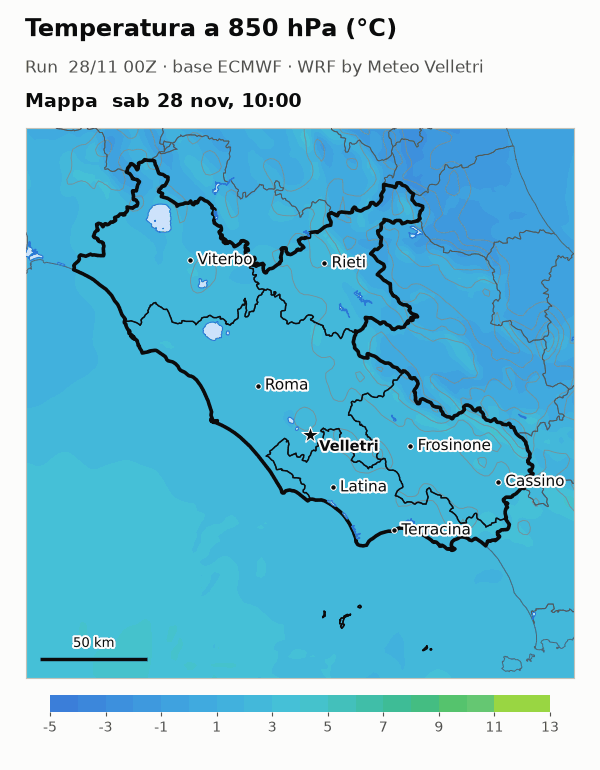 Temperatura a 850 hPa (°C)
Run  28/11 00Z · base ECMWF · WRF by Meteo Velletri
Mappa  sab 28 nov, 10:00
Viterbo
Rieti
Roma
Velletri
Frosinone
Cassino
Latina
Terracina
50 km
-5 -3 -1 1 3 5 7 9 11 13